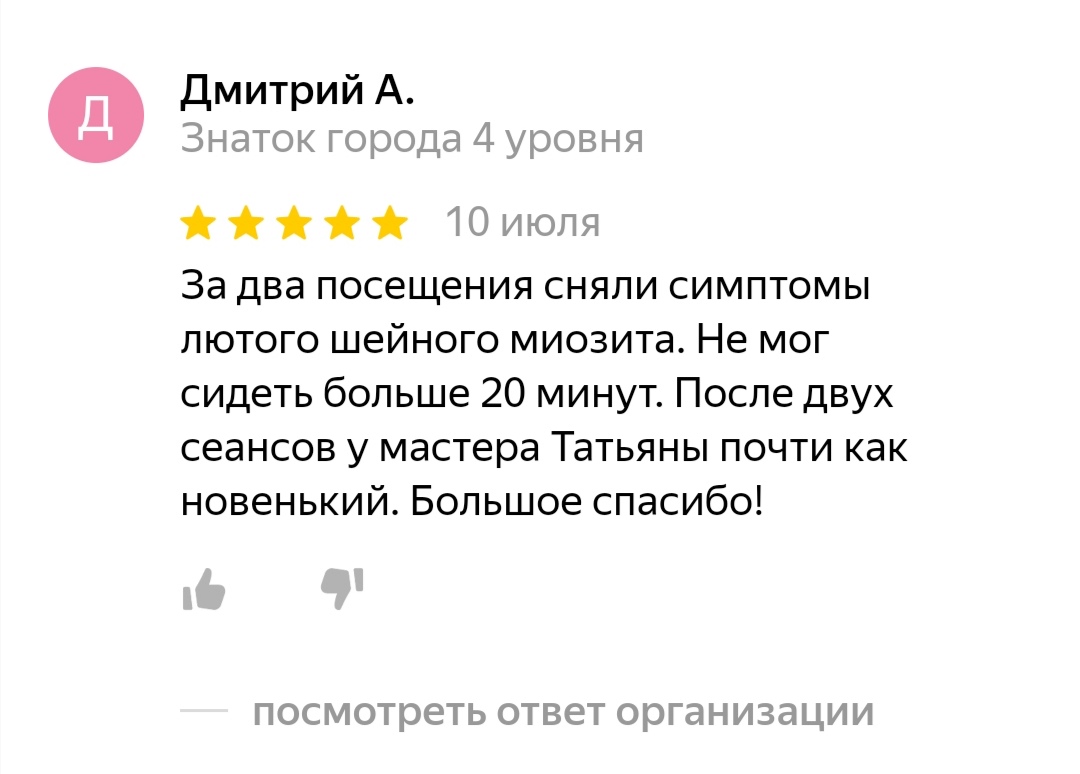 Д
Дмитрий А.
Знаток города 4 уровня
10 июля
За два посещения сняли симптомы
лютого шейного миозита. Не мог
сидеть больше 20 минут. После двух
сеансов у мастера Татьяны почти как
новенький. Большое спасибо!
посмотреть ответ организации